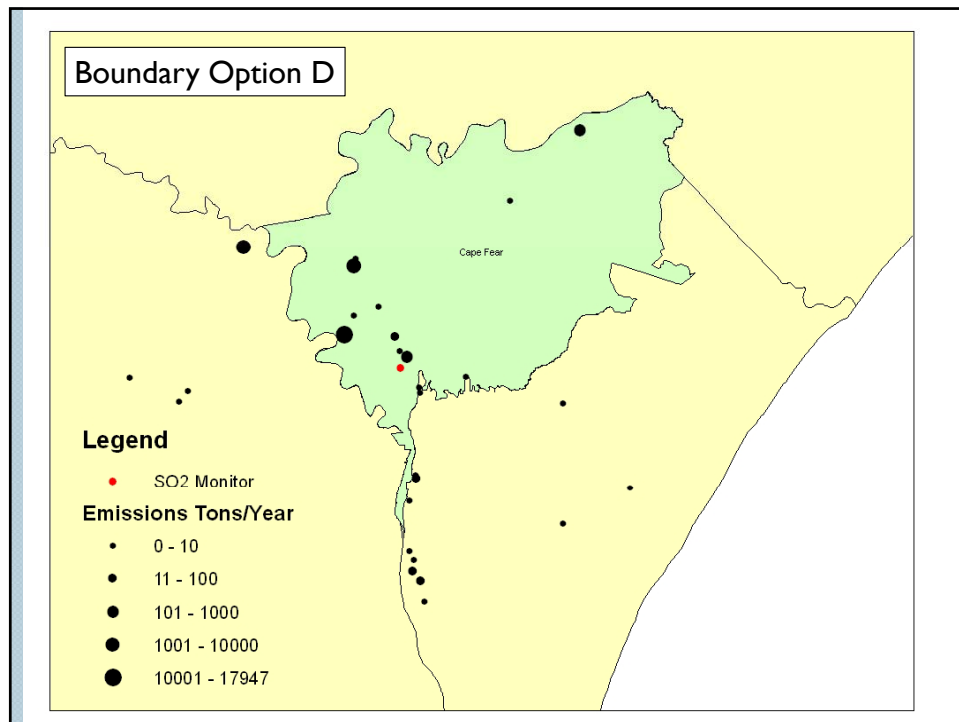 Boundary Option D
Cape Fear
Legend
SO2 Monitor
Emissions Tons/Year
0 - 10
11 - 100
101 - 1000
1001 - 10000
10001 - 17947